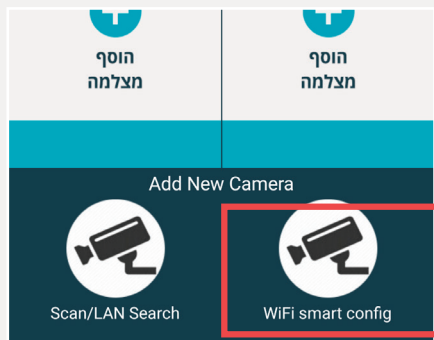 הוסף
מצלמה
הוסף
מצלמה
Add New Camera
Scan/LAN Search
WiFi smart config